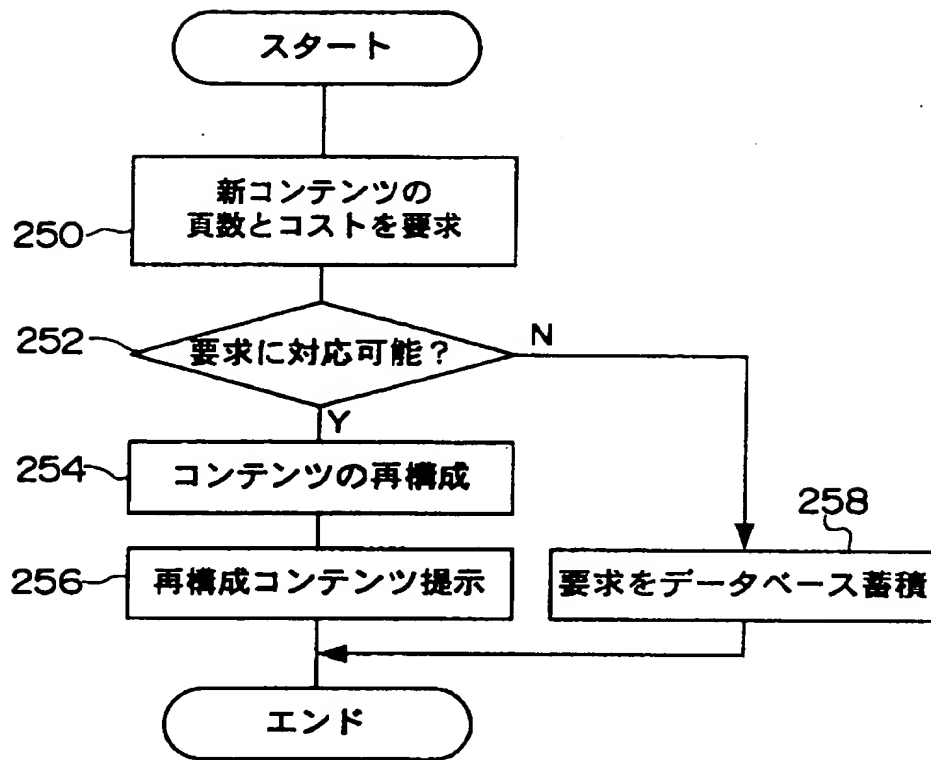 スタート
新コンテンツの
頁数とコストを要求
250
252
要求に対応可能？
N
Y
254
コンテンツの再構成
258
256
再構成コンテンツ提示
要求をデータベース蓄積
エンド